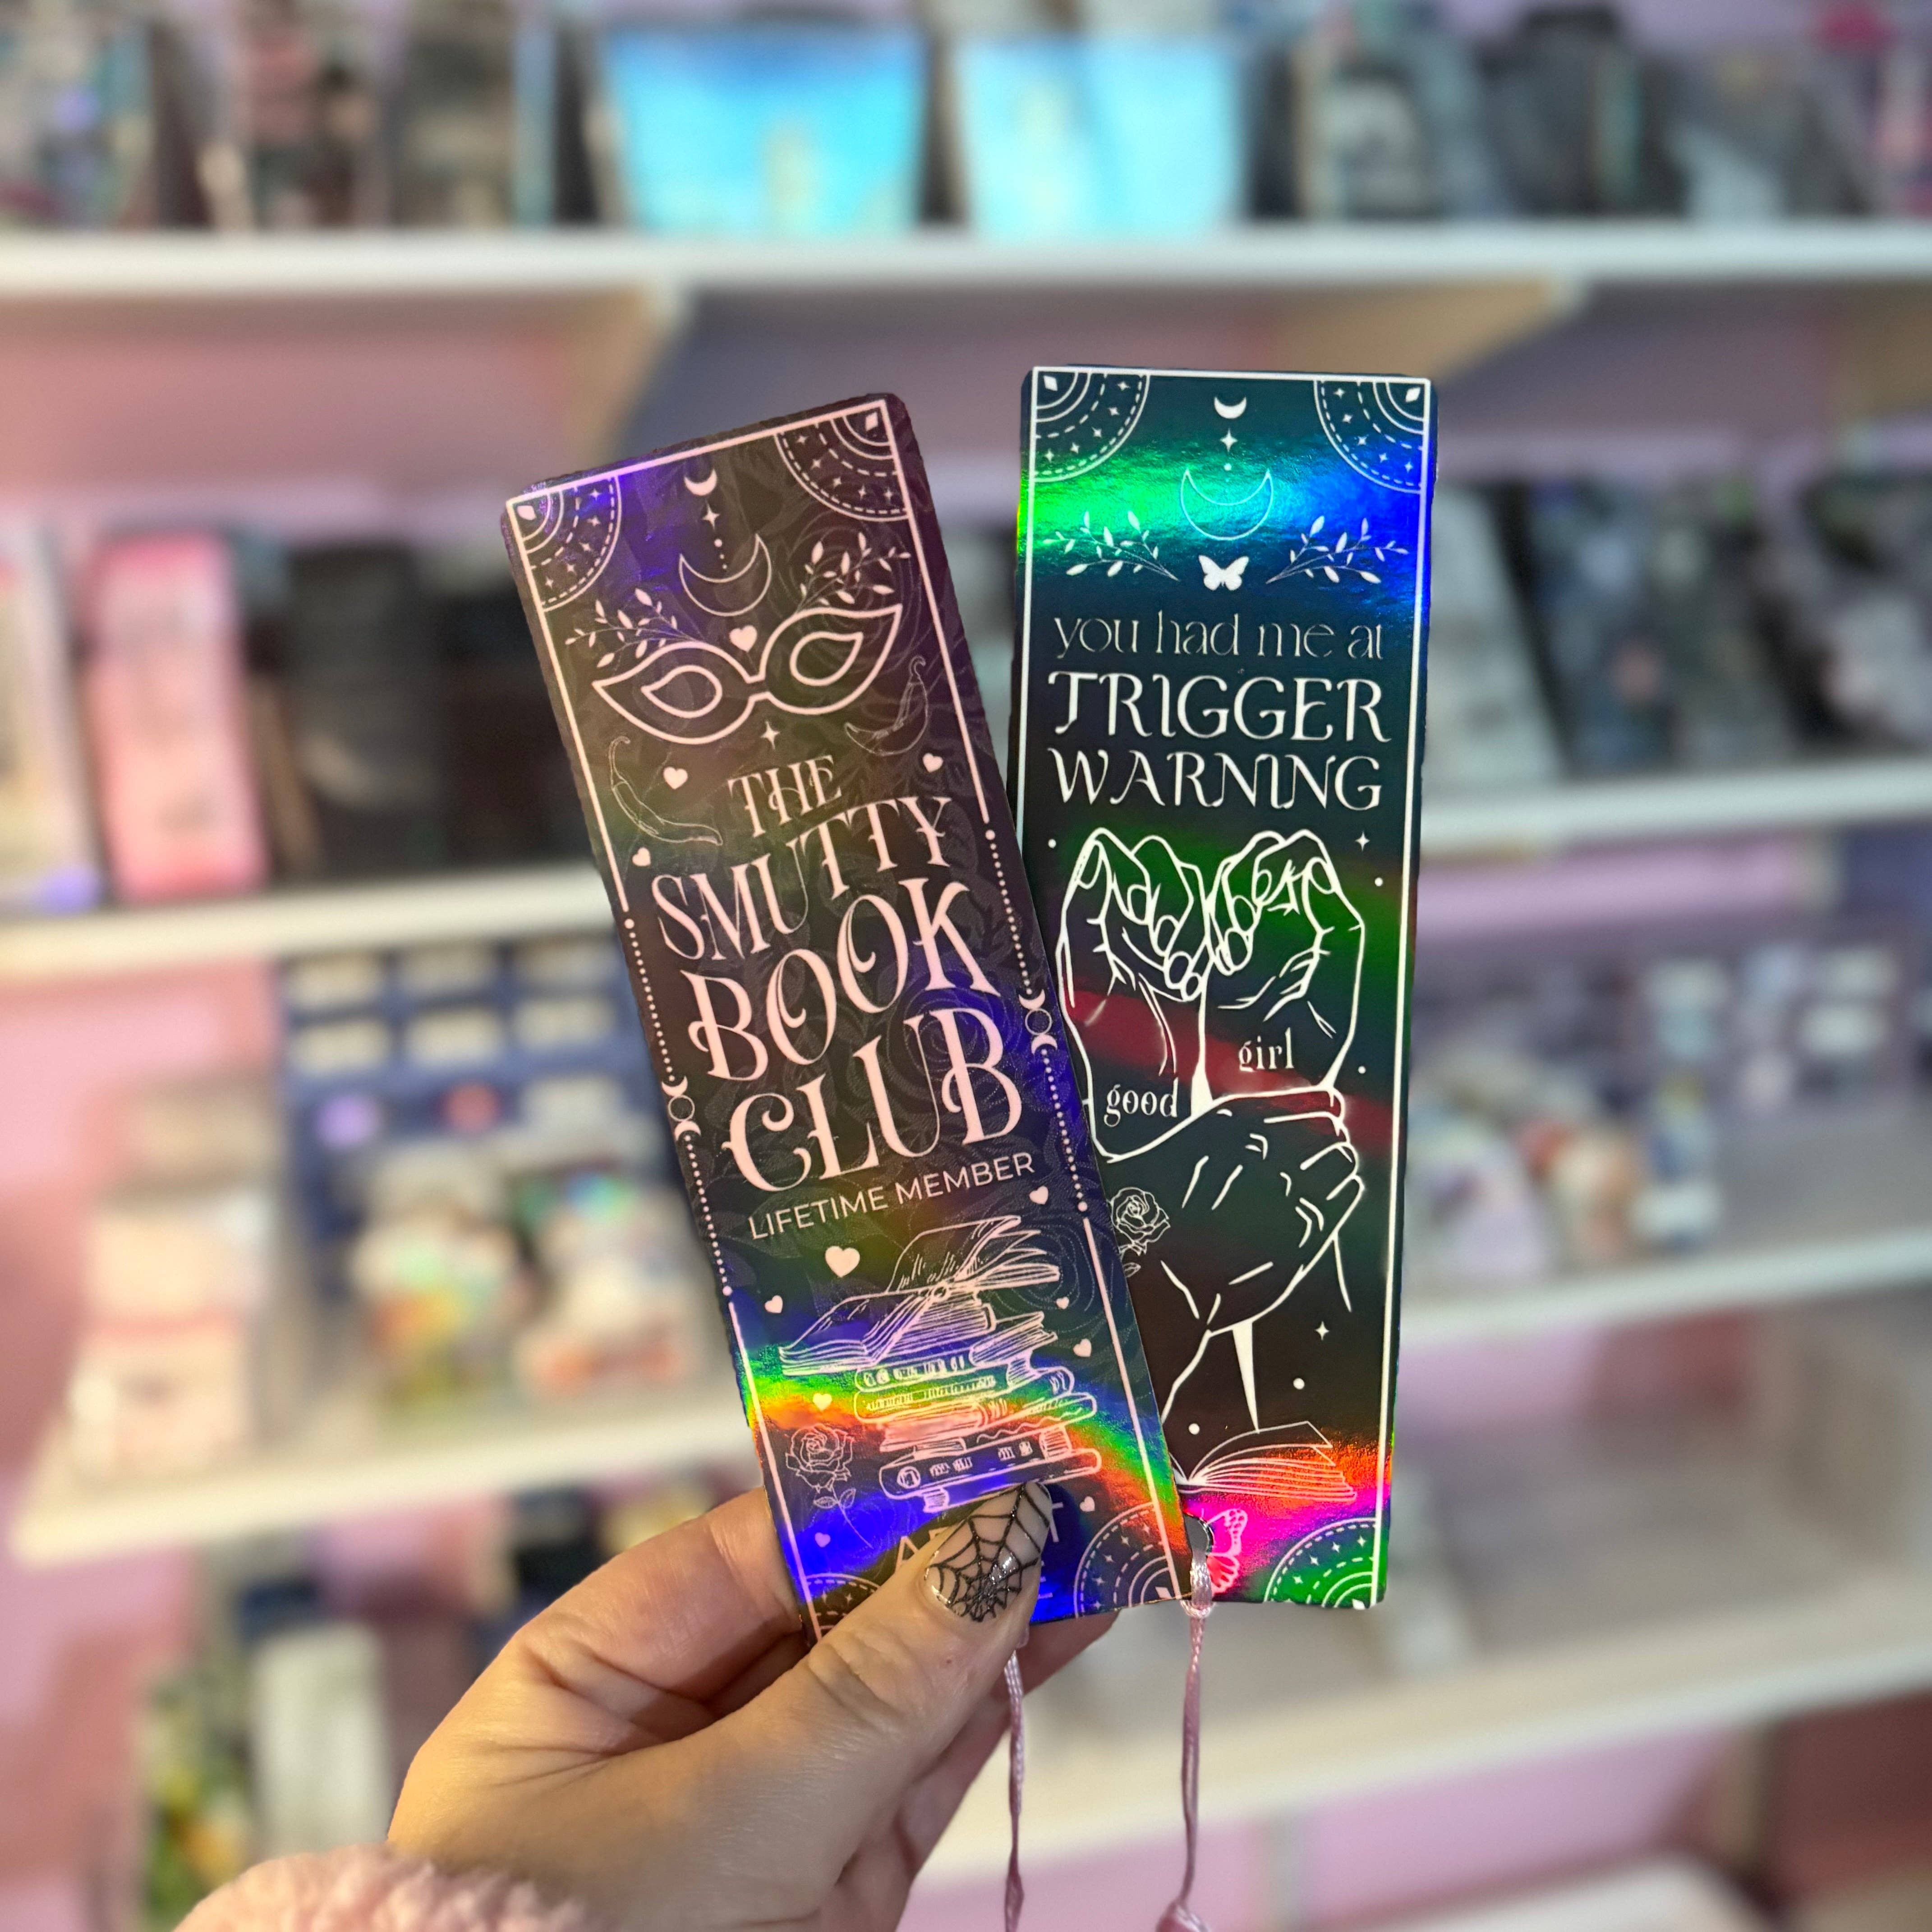 THE
SMUTTY
BOOK
CLUB
LIFETIME MEMBER
you had me at
TRIGGER
WARNING
good
girl